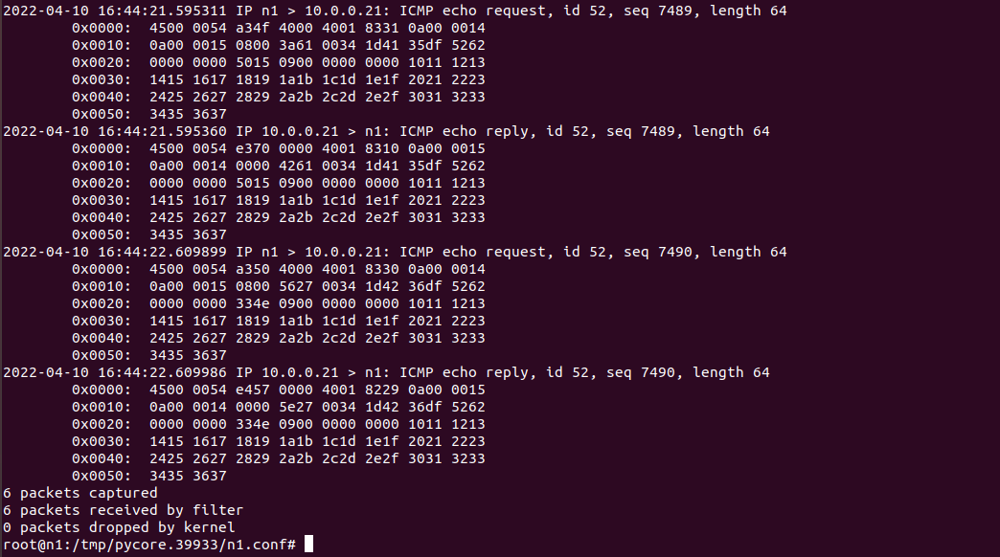 2022-04-10 16:44:21.595311 IP n1 > 10.0.0.21: ICMP echo request, id 52, seq 7489, length 64
0x0000:  4500 0054 a34f 4000 4001 8331 0a00 0014
0x0010:  0a00 0015 0800 3a61 0034 1d41 35df 5262
0x0020:  0000 0000 5015 0900 0000 0000 1011 1213
0x0030:  1415 1617 1819 1a1b 1c1d 1e1f 2021 2223
0x0040:  2425 2627 2829 2a2b 2c2d 2e2f 3031 3233
0x0050:  3435 3637
2022-04-10 16:44:21.595360 IP 10.0.0.21 > n1: ICMP echo reply, id 52, seq 7489, length 64
0x0000:  4500 0054 e370 0000 4001 8310 0a00 0015
0x0010:  0a00 0014 0000 4261 0034 1d41 35df 5262
0x0020:  0000 0000 5015 0900 0000 0000 1011 1213
0x0030:  1415 1617 1819 1a1b 1c1d 1e1f 2021 2223
0x0040:  2425 2627 2829 2a2b 2c2d 2e2f 3031 3233
0x0050:  3435 3637
2022-04-10 16:44:22.609899 IP n1 > 10.0.0.21: ICMP echo request, id 52, seq 7490, length 64
0x0000:  4500 0054 a350 4000 4001 8330 0a00 0014
0x0010:  0a00 0015 0800 5627 0034 1d42 36df 5262
0x0020:  0000 0000 334e 0900 0000 0000 1011 1213
0x0030:  1415 1617 1819 1a1b 1c1d 1e1f 2021 2223
0x0040:  2425 2627 2829 2a2b 2c2d 2e2f 3031 3233
0x0050:  3435 3637
2022-04-10 16:44:22.609986 IP 10.0.0.21 > n1: ICMP echo reply, id 52, seq 7490, length 64
0x0000:  4500 0054 e457 0000 4001 8229 0a00 0015
0x0010:  0a00 0014 0000 5e27 0034 1d42 36df 5262
0x0020:  0000 0000 334e 0900 0000 0000 1011 1213
0x0030:  1415 1617 1819 1a1b 1c1d 1e1f 2021 2223
0x0040:  2425 2627 2829 2a2b 2c2d 2e2f 3031 3233
0x0050:  3435 3637
6 packets captured
6 packets received by filter
0 packets dropped by kernel
root@n1:/tmp/pycore.39933/n1.conf#